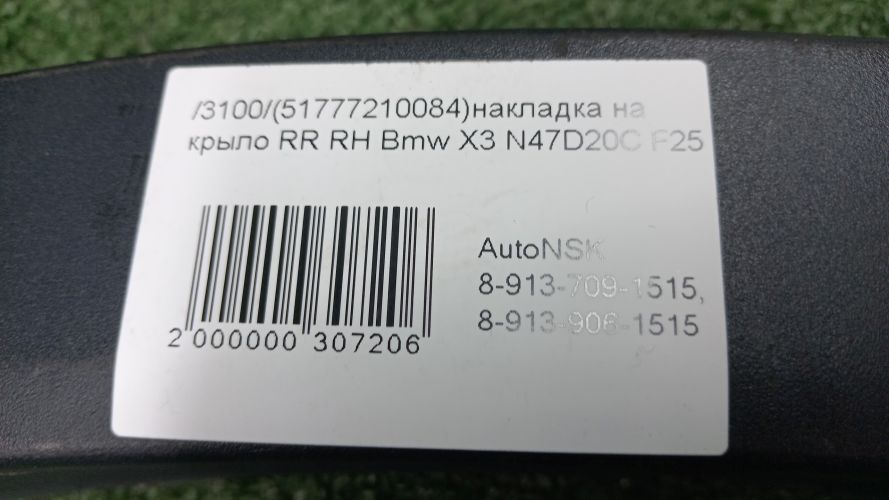 /3100/(51777210084)накладка на
крыло RR RH Bmw X3 N47D20C F25
AutoNSK
8-913-709-1515,
8-913-906-1515
2 000000 307206